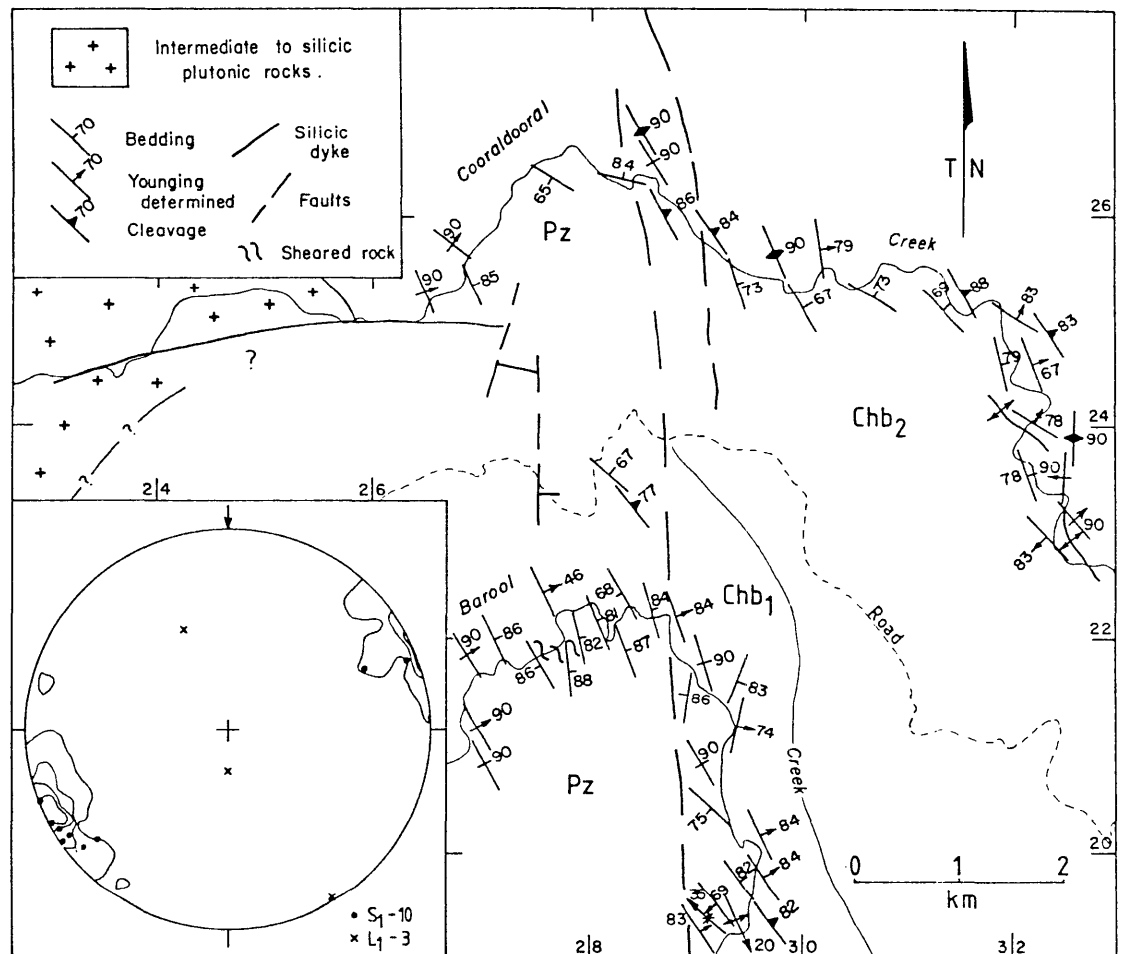 Intermediate to silicic
plutonic rocks.
70
Bedding
Silicic
dyke
70
Younging
determined
Faults
70
Cleavage
Sheared rock
Cooraldooral
T N
90
90
84
65
86
84
26
Pz
90
90
85
90
79
Creek
73
67
73
69
88
83
83
79
67
?
Chb2
78
24
90
?
67
78
90
2 4
2 6
77
?
90
83
Barool
46
68
84
84
Chb1
Road
22
90
86
81
82
87
86
88
90
83
86
90
74
90
Creek
90
Pz
75
84
20
82
84
0 1 2
km
35
69
83
82
20
2 8
3 0
3 2
S1-10
L1-3